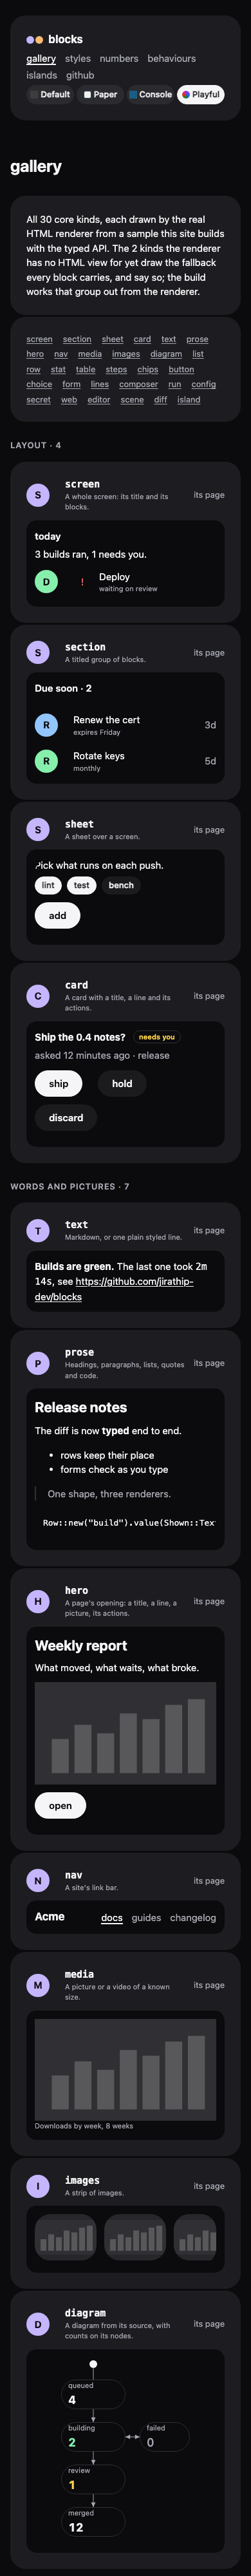 blocks
gallery styles numbers behaviours
islands github
Default Paper Console Playful
gallery
All 30 core kinds, each drawn by the real
HTML renderer from a sample this site builds
with the typed API. The 2 kinds the renderer
has no HTML view for yet draw the fallback
every block carries, and say so; the build
works that group out from the renderer.
screen section sheet card text prose
hero nav media images diagram list
row stat table steps chips button
choice form lines composer run config
secret web editor scene diff island
LAYOUT · 4
S screen its page
A whole screen: its title and its
blocks.
today
3 builds ran, 1 needs you.
D ! Deploy
waiting on review
S section its page
A titled group of blocks.
Due soon · 2
R Renew the cert 3d
expires Friday
R Rotate keys 5d
monthly
S sheet its page
A sheet over a screen.
Pick what runs on each push.
lint test bench
add
C card its page
A card with a title, a line and its
actions.
Ship the 0.4 notes? needs you
asked 12 minutes ago · release
ship hold
discard
WORDS AND PICTURES · 7
T text its page
Markdown, or one plain styled line.
Builds are green. The last one took 2m
14s, see https://github.com/jirathip-
dev/blocks
P prose its page
Headings, paragraphs, lists, quotes
and code.
Release notes
The diff is now typed end to end.
• rows keep their place
• forms check as you type
One shape, three renderers.
Row::new("build").value(Shown::Tex
H hero its page
A page's opening: a title, a line, a
picture, its actions.
Weekly report
What moved, what waits, what broke.
open
N nav its page
A site's link bar.
Acme docs guides changelog
M media its page
A picture or a video of a known
size.
Downloads by week, 8 weeks
I images its page
A strip of images.
D diagram its page
A diagram from its source, with
counts on its nodes.
queued
4
building failed
2 0
review
1
merged
12